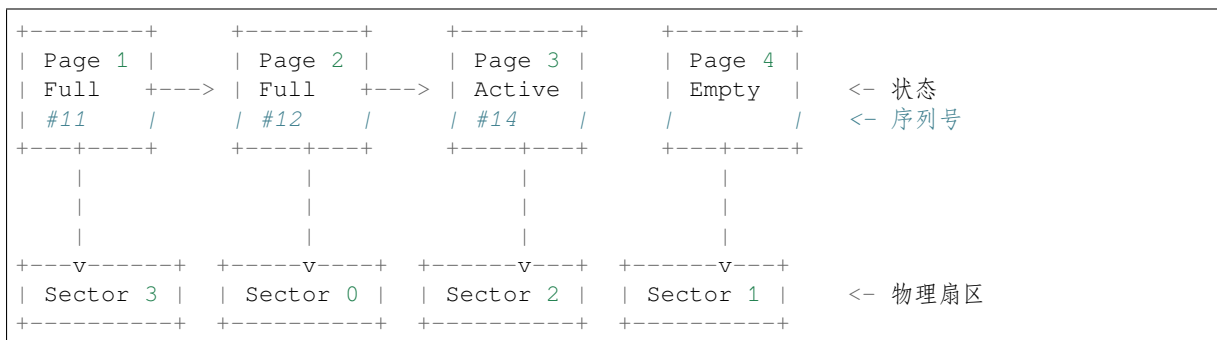 +--------+     +--------+     +--------+     +--------+
| Page 1 |     | Page 2 |     | Page 3 |     | Page 4 |
| Full   +---> | Full   +---> | Active |     | Empty  |   <- 状态
| #11    |     | #12    |     | #14    |     |        |   <- 序列号
+---+----+     +----+---+     +----+---+     +---+----+
    |               |              |             |
    |               |              |             |
    |               |              |             |
+---v------+  +-----v----+  +------v---+  +------v---+
| Sector 3 |  | Sector 0 |  | Sector 2 |  | Sector 1 |   <- 物理扇区
+----------+  +----------+  +----------+  +----------+